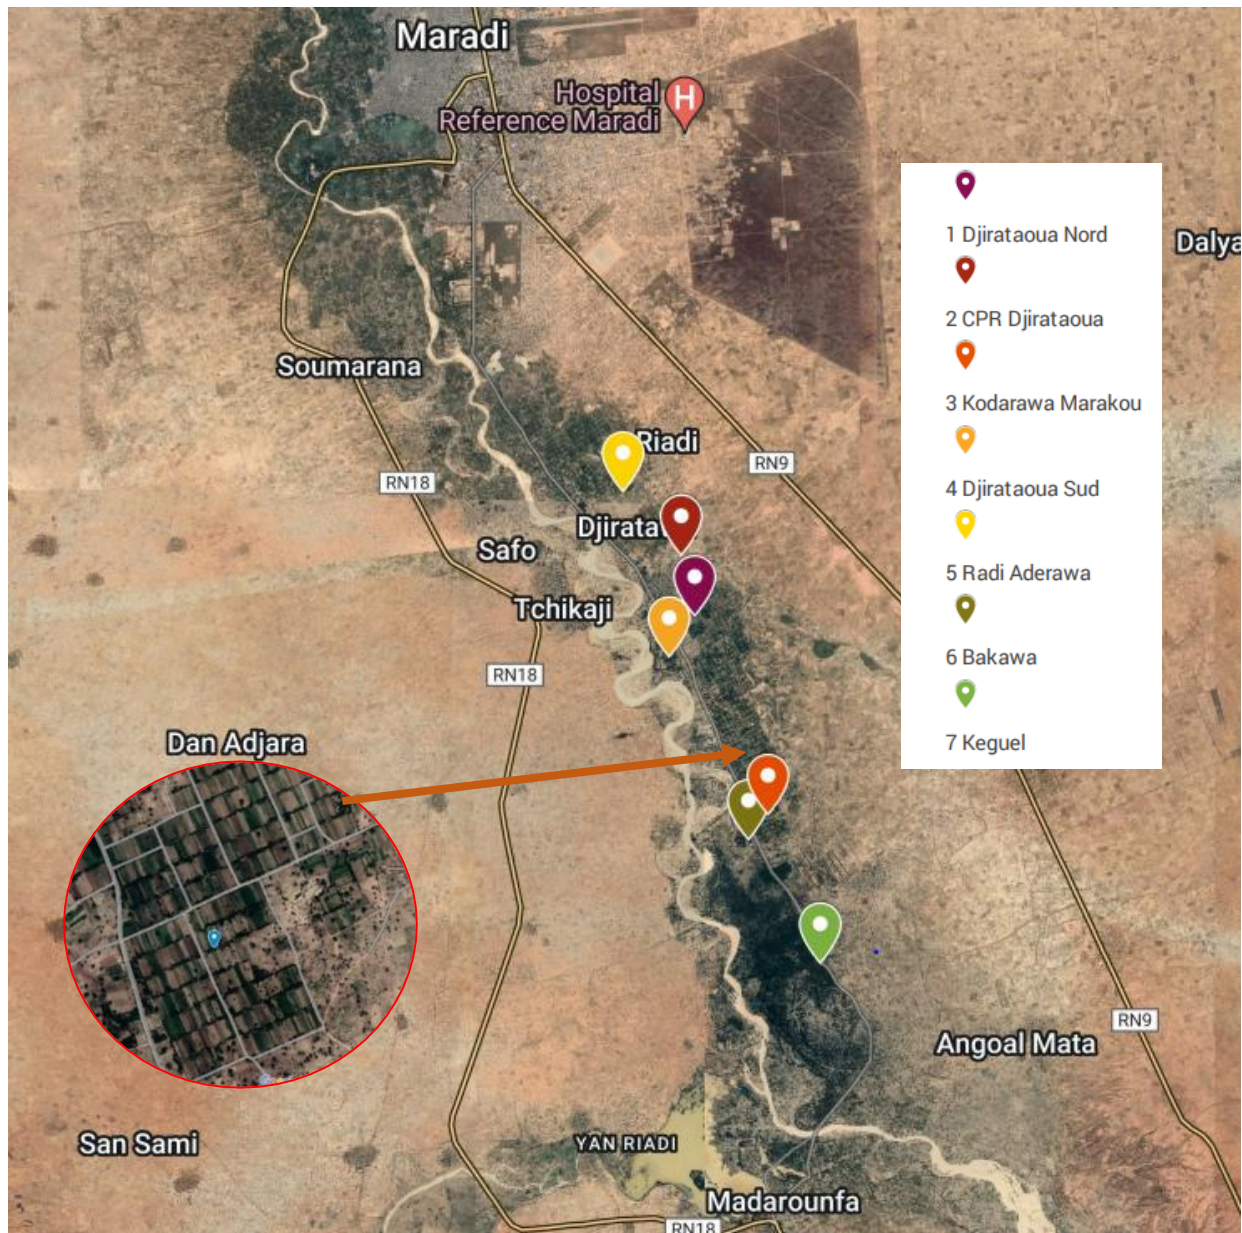 Maradi
Hospital
Reference Maradi
H
Dalya
Soumarana
Riadi
RN9
RN18
Djirata
Safo
Tchikaji
RN18
Dan Adjara
RN9
Angoal Mata
San Sami
YAN RIADI
Madarounfa
RN18
1 Djirataoua Nord
2 CPR Djirataoua
3 Kodarawa Marakou
4 Djirataoua Sud
5 Radi Aderawa
6 Bakawa
7 Keguel